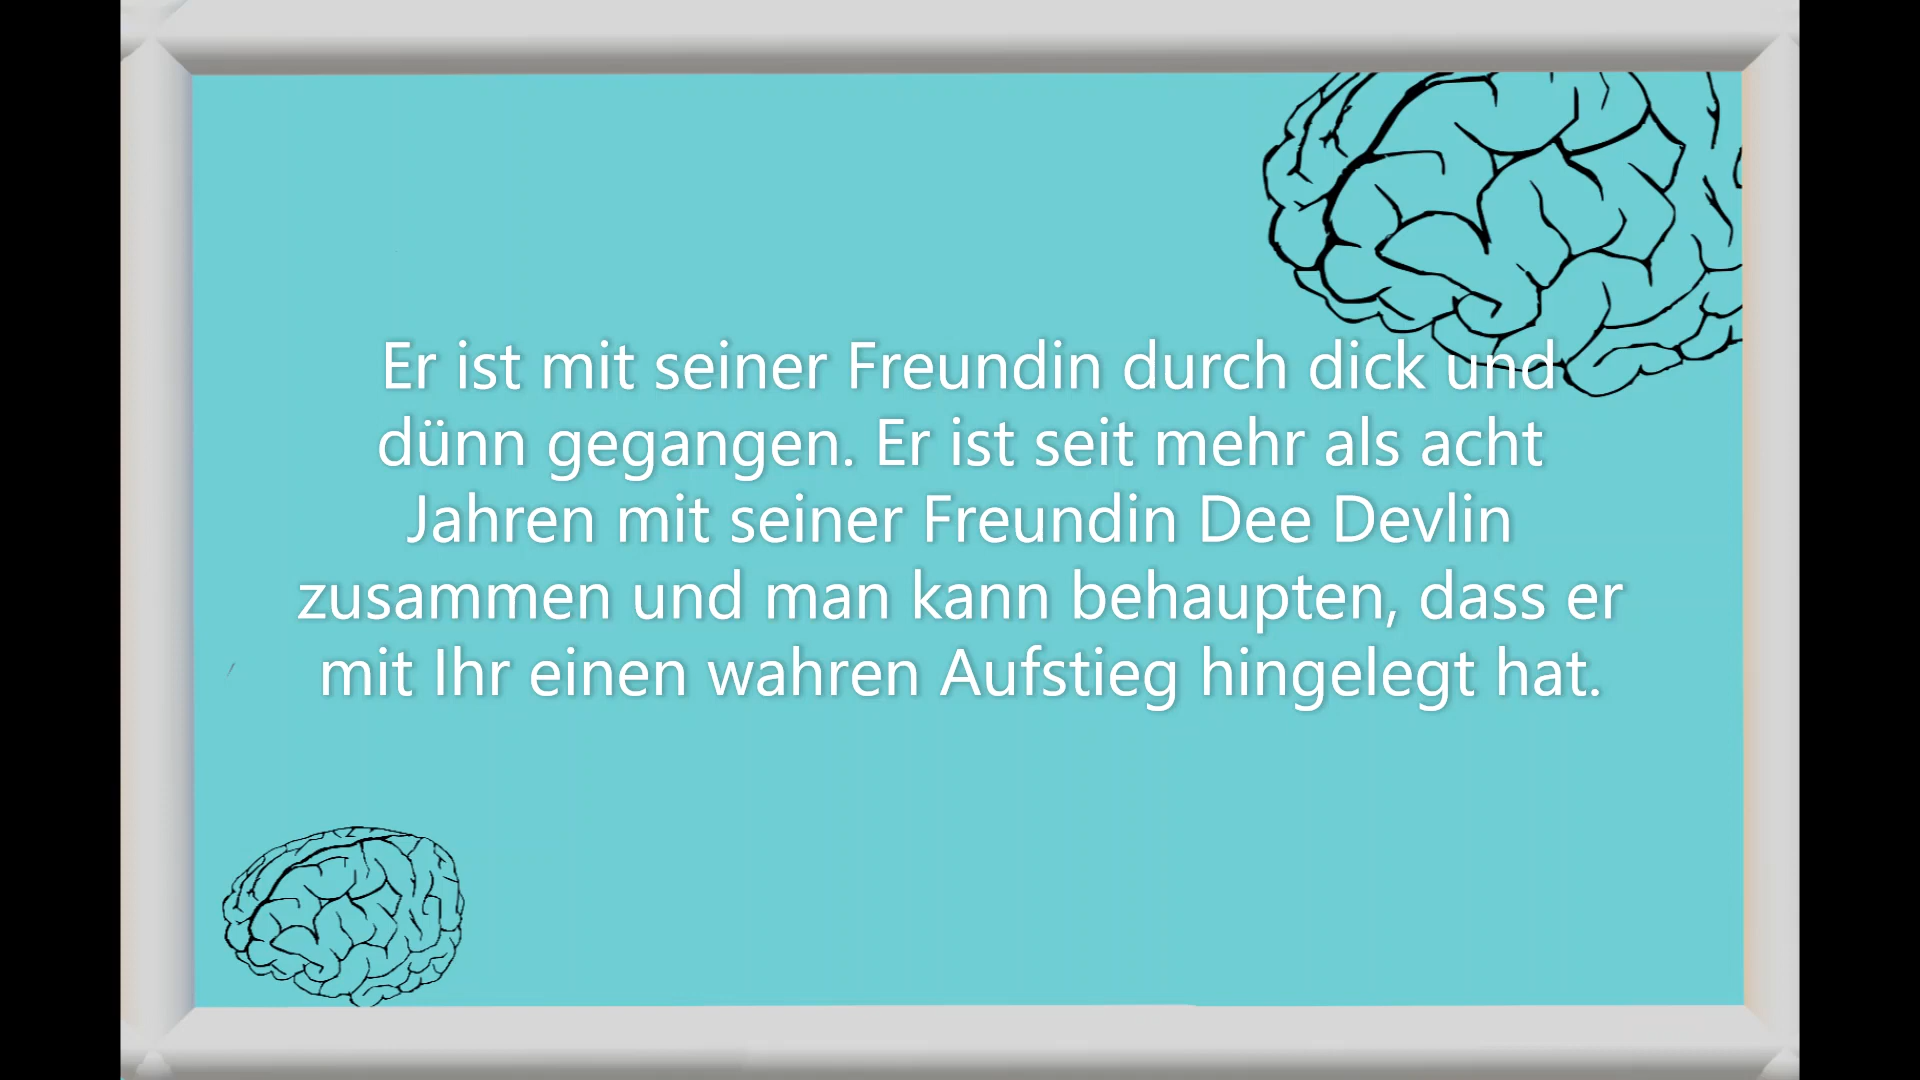 Er ist mit seiner Freundin durch dick und
dünn gegangen. Er ist seit mehr als acht
Jahren mit seiner Freundin Dee Devlin
zusammen und man kann behaupten, dass er
mit Ihr einen wahren Aufstieg hingelegt hat.